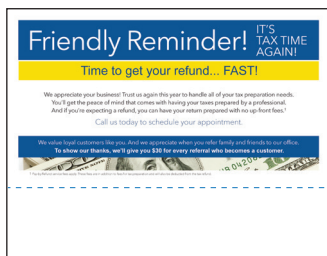 Friendly Reminder!
IT'S
TAX TIME
AGAIN!
Time to get your refund... FAST!
We appreciate your business! Trust us again this year to handle all of your tax preparation needs.
You'll get the peace of mind that comes with having your taxes prepared by a professional.
And if you're expecting a refund, you can have your return prepared with no up front fees.¹
Call us today to schedule your appointment.
We value loyal customers like you. And we appreciate when you refer family and friends to our office.
To show our thanks, we'll give you $30 for every referral who becomes a customer.